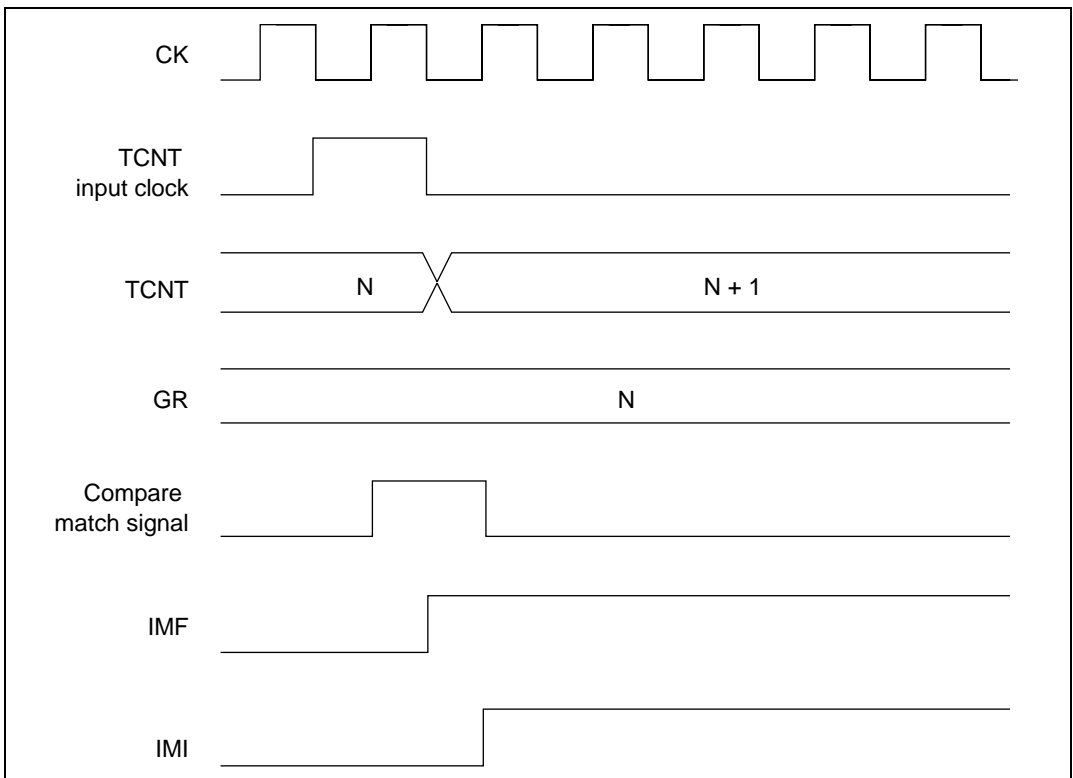 CK
TCNT
input clock
TCNT
N
N + 1
GR
N
Compare
match signal
IMF
IMI